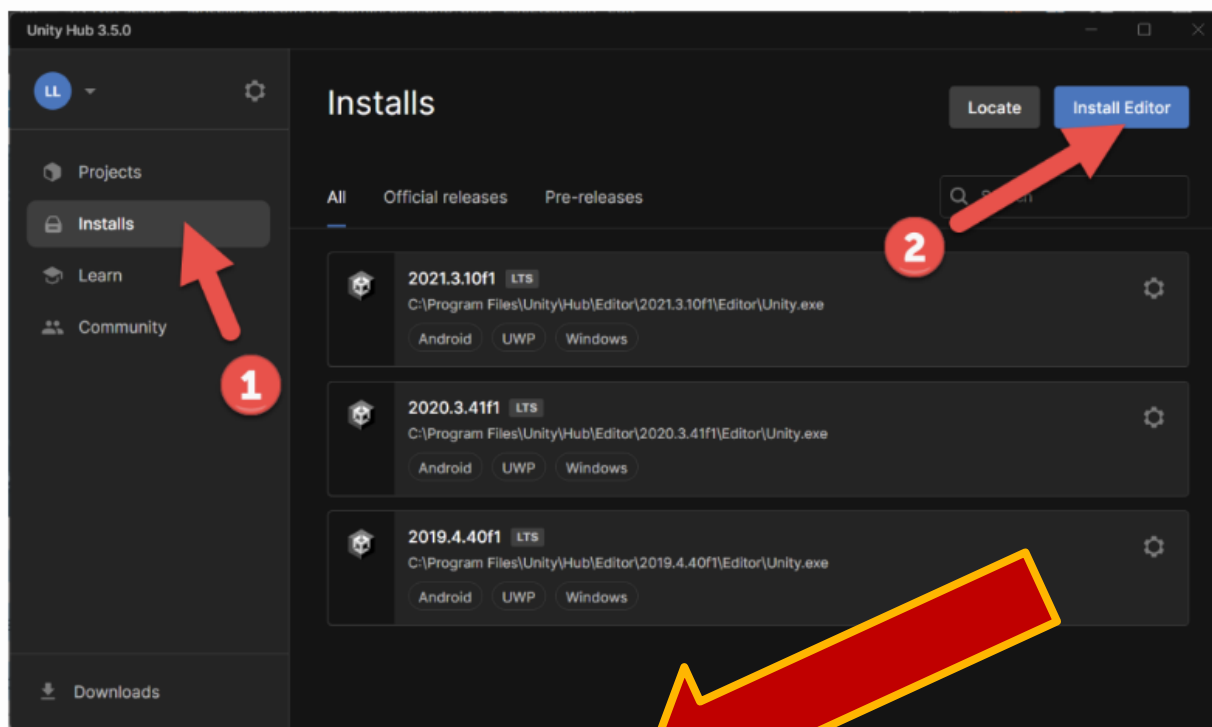 Unity Hub 3.5.0
LL
Installs
Locate
Install Editor
Projects
Installs
Learn
Community
Downloads
All
Official releases
Pre-releases
2021.3.10f1 LTS
C:\Program Files\Unity\Hub\Editor\2021.3.10f1\Editor\Unity.exe
Android UWP Windows
2020.3.41f1 LTS
C:\Program Files\Unity\Hub\Editor\2020.3.41f1\Editor\Unity.exe
Android UWP Windows
2019.4.40f1 LTS
C:\Program Files\Unity\Hub\Editor\2019.4.40f1\Editor\Unity.exe
Android UWP Windows
1
2